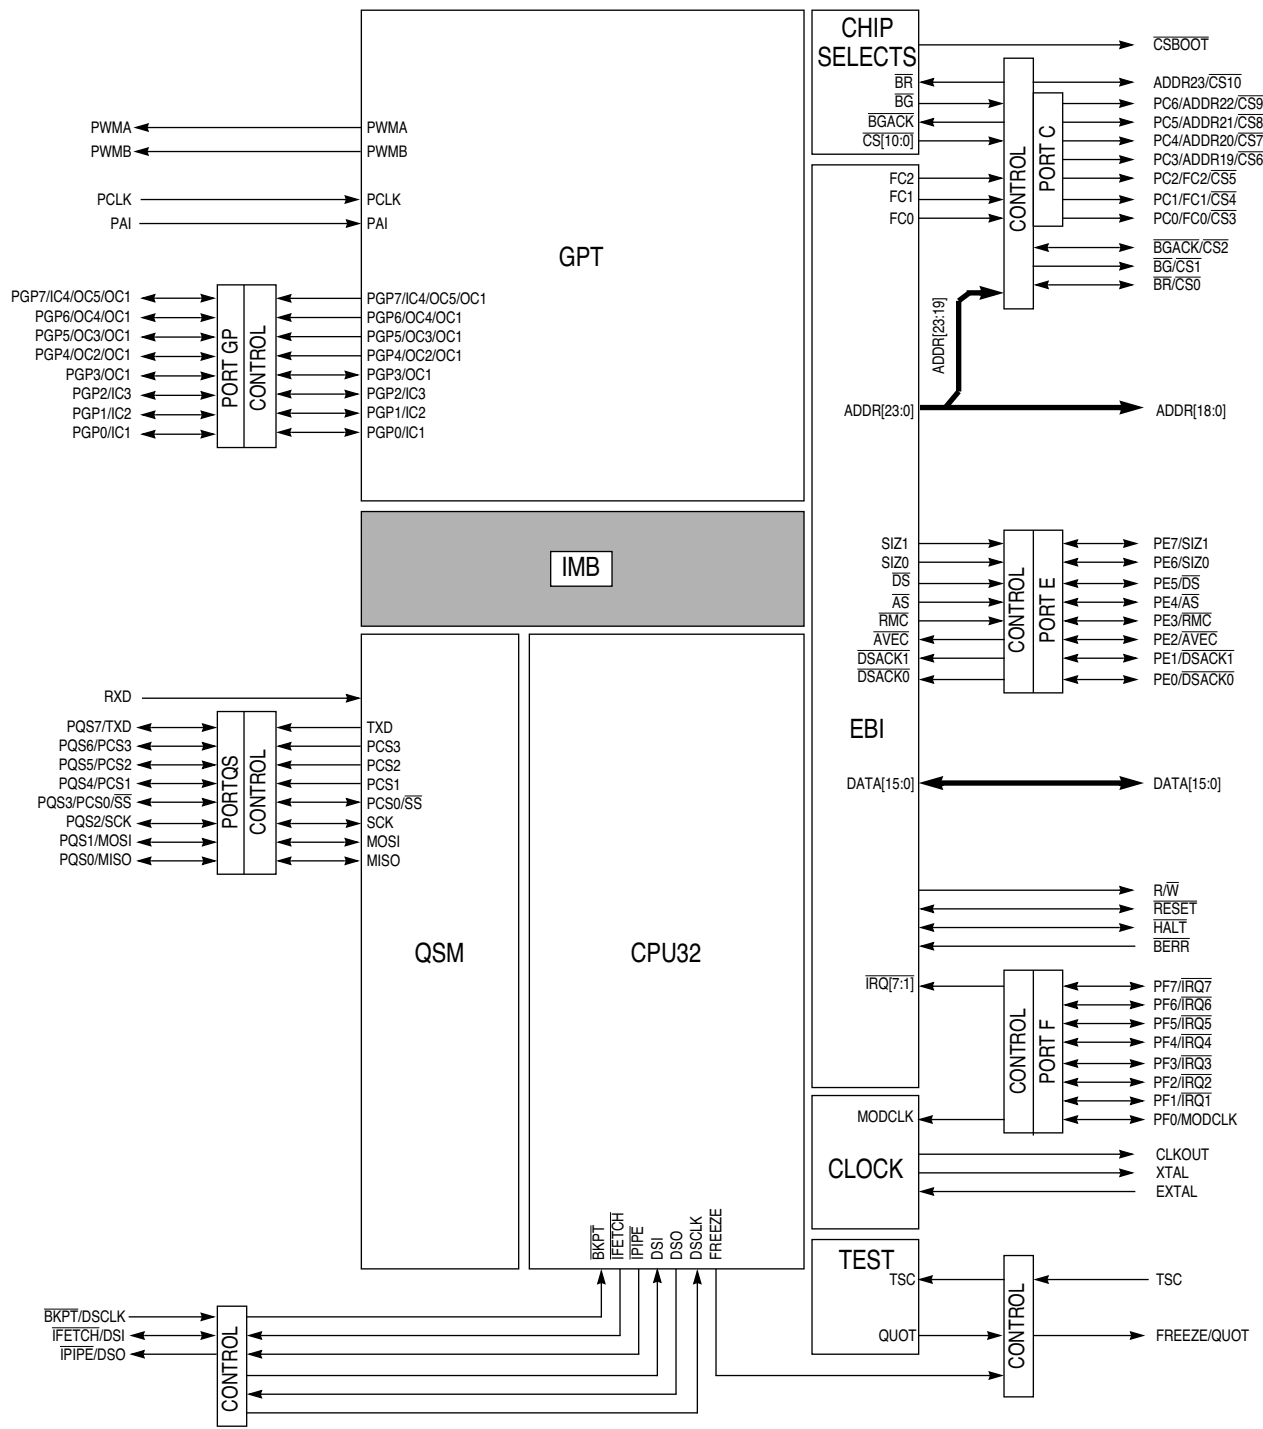 CHIP
SELECTS
CSBOOT
BR
BG
BGACK
CS[10:0]
CONTROL
PORT C
ADDR23/CS10
PC6/ADDR22/CS9
PC5/ADDR21/CS8
PC4/ADDR20/CS7
PC3/ADDR19/CS6
PC2/FC2/CS5
PC1/FC1/CS4
PC0/FC0/CS3
BGACK/CS2
BG/CS1
BR/CS0
FC2
FC1
FC0
ADDR[23:19]
ADDR[23:0]
ADDR[18:0]
PWMA
PWMB
PCLK
PAI
PWMA
PWMB
PCLK
PAI
GPT
PGP7/IC4/OC5/OC1
PGP6/OC4/OC1
PGP5/OC3/OC1
PGP4/OC2/OC1
PGP3/OC1
PGP2/IC3
PGP1/IC2
PGP0/IC1
PORT GP
CONTROL
PGP7/IC4/OC5/OC1
PGP6/OC4/OC1
PGP5/OC3/OC1
PGP4/OC2/OC1
PGP3/OC1
PGP2/IC3
PGP1/IC2
PGP0/IC1
IMB
SIZ1
SIZ0
DS
AS
RMC
AVEC
DSACK1
DSACK0
CONTROL
PORT E
PE7/SIZ1
PE6/SIZ0
PE5/DS
PE4/AS
PE3/RMC
PE2/AVEC
PE1/DSACK1
PE0/DSACK0
EBI
DATA[15:0]
DATA[15:0]
RXD
PQS7/TXD
PQS6/PCS3
PQS5/PCS2
PQS4/PCS1
PQS3/PCS0/SS
PQS2/SCK
PQS1/MOSI
PQS0/MISO
PORTQS
CONTROL
TXD
PCS3
PCS2
PCS1
PCS0/SS
SCK
MOSI
MISO
QSM
CPU32
R/W
RESET
HALT
BERR
IRQ[7:1]
CONTROL
PORT F
PF7/IRQ7
PF6/IRQ6
PF5/IRQ5
PF4/IRQ4
PF3/IRQ3
PF2/IRQ2
PF1/IRQ1
PF0/MODCLK
MODCLK
CLOCK
CLKOUT
XTAL
EXTAL
BKPT
IFETCH
IPIPE
DSI
DSO
DSCLK
FREEZE
TEST
TSC
QUOT
CONTROL
TSC
FREEZE/QUOT
BKPT/DSCLK
IFETCH/DSI
IPIPE/DSO
CONTROL